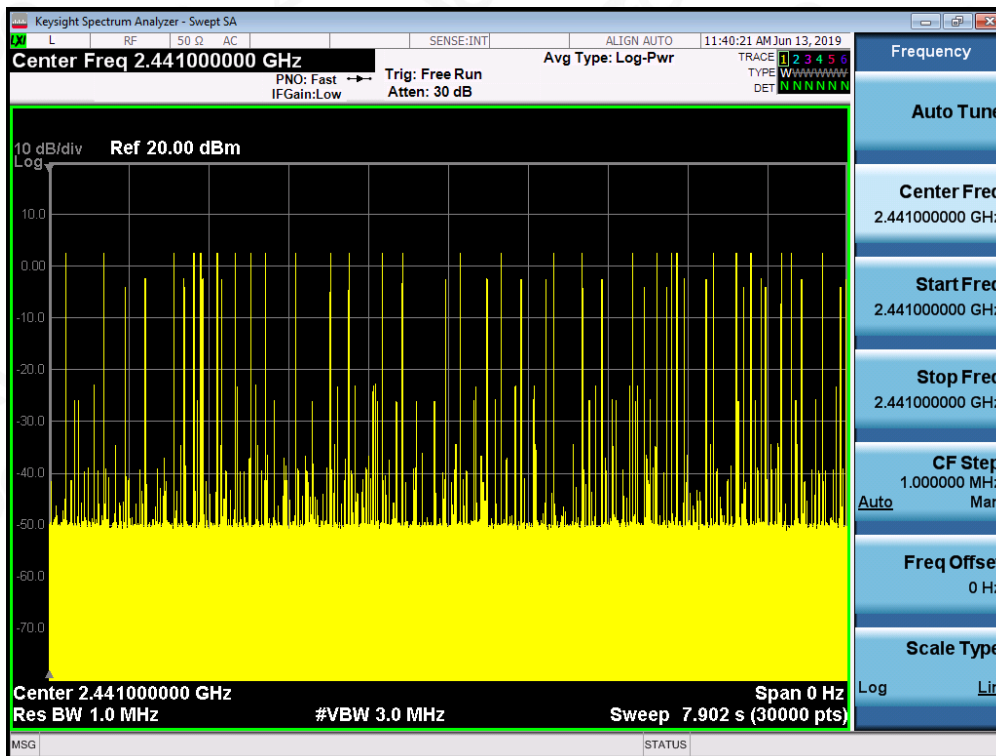 Keysight Spectrum Analyzer - Swept SA
LXI L RF 50 Ω AC SENSE:INT ALIGN AUTO 11:40:21 AM Jun 13, 2019
Center Freq 2.441000000 GHz
PNO: Fast
IFGain:Low
Trig: Free Run
Atten: 30 dB
Avg Type: Log-Pwr
TRACE 1 2 3 4 5 6
TYPE W
DET N N N N N N
10 dB/div Ref 20.00 dBm
Log
10.0
0.00
-10.0
-20.0
-30.0
-40.0
-50.0
-60.0
-70.0
Center 2.441000000 GHz Span 0 Hz
Res BW 1.0 MHz #VBW 3.0 MHz Sweep 7.902 s (30000 pts)
MSG STATUS
Frequency
Auto Tune
Center Freq
2.441000000 GHz
Start Freq
2.441000000 GHz
Stop Freq
2.441000000 GHz
CF Step
1.000000 MHz
Auto Man
Freq Offset
0 Hz
Scale Type
Log Lin